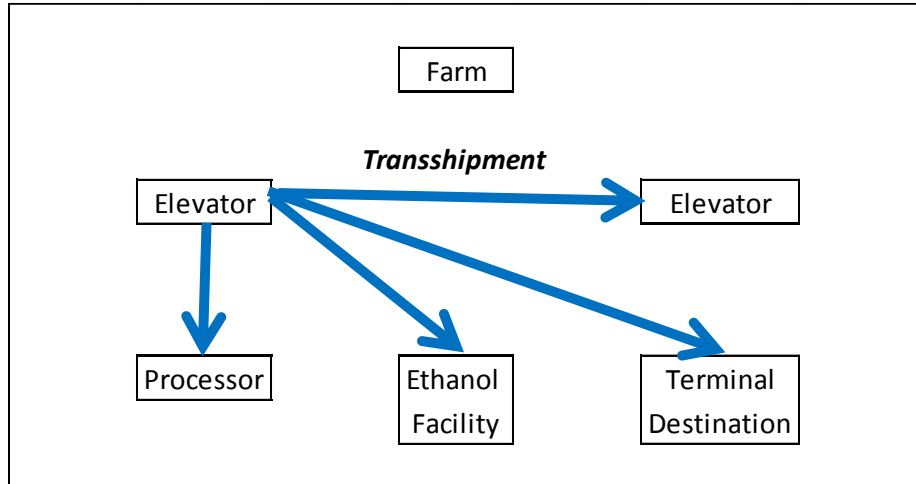 Farm
Transshipment
Elevator
Elevator
Processor
Ethanol
Facility
Terminal
Destination